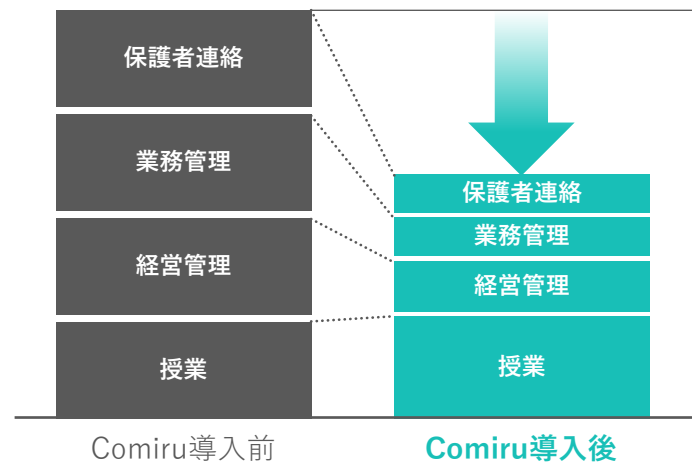 保護者連絡
業務管理
経営管理
授業
保護者連絡
業務管理
経営管理
授業
Comiru導入前
Comiru導入後